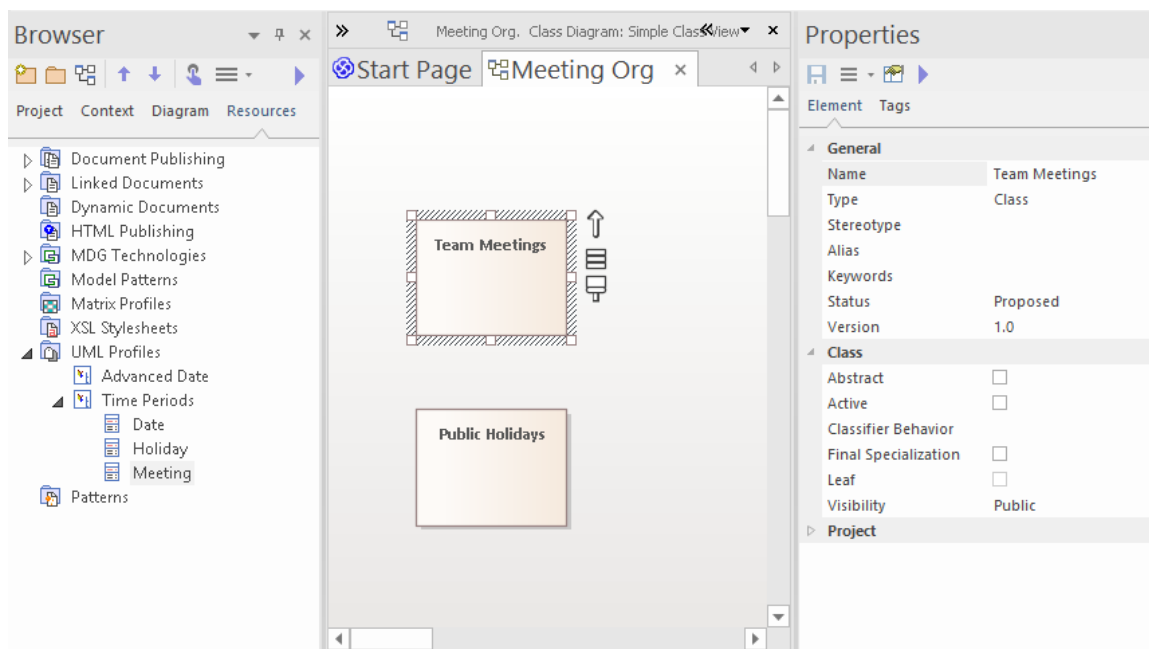 Browser
Project Context Diagram Resources
Document Publishing
Linked Documents
Dynamic Documents
HTML Publishing
MDG Technologies
Model Patterns
Matrix Profiles
XSL Stylesheets
UML Profiles
Advanced Date
Time Periods
Date
Holiday
Meeting
Patterns
Meeting Org. Class Diagram: Simple Class View
Start Page Meeting Org
Team Meetings
Public Holidays
Properties
Element Tags
General
Name Team Meetings
Type Class
Stereotype
Alias
Keywords
Status Proposed
Version 1.0
Class
Abstract
Active
Classifier Behavior
Final Specialization
Leaf
Visibility Public
Project